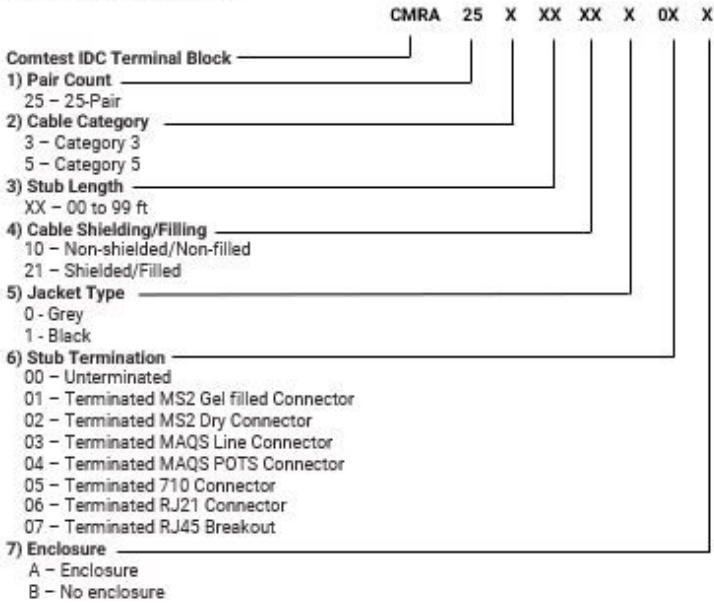 CMRA 25 X XX XX X 0X X
Comtest IDC Terminal Block
1) Pair Count
25 – 25-Pair
2) Cable Category
3 – Category 3
5 – Category 5
3) Stub Length
XX – 00 to 99 ft
4) Cable Shielding/Filling
10 – Non-shielded/Non-filled
21 – Shielded/Filled
5) Jacket Type
0 - Grey
1 - Black
6) Stub Termination
00 – Unterminated
01 – Terminated MS2 Gel filled Connector
02 – Terminated MS2 Dry Connector
03 – Terminated MAQS Line Connector
04 – Terminated MAQS POTS Connector
05 – Terminated 710 Connector
06 – Terminated RJ21 Connector
07 – Terminated RJ45 Breakout
7) Enclosure
A – Enclosure
B – No enclosure